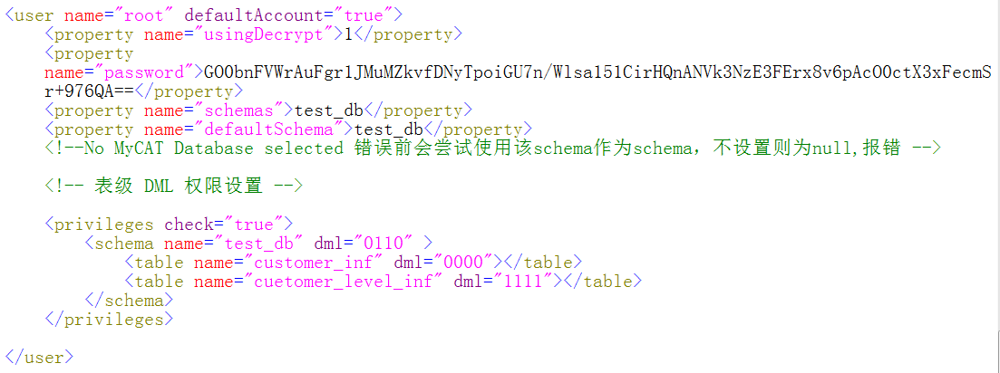 <user name="root" defaultAccount="true">
<property name="usingDecrypt">1</property>
<property
name="password">GO0bnFVWrAuFgr1JMuMZkvfDNyTpoiGU7n/Wlsa151CirHQnANVk3NzE3FErx8v6pAcO0ctX3xFecmS
r+976QA==</property>
<property name="schemas">test_db</property>
<property name="defaultSchema">test_db</property>
<!--No MyCAT Database selected 错误前会尝试使用该schema作为schema，不设置则为null,报错 -->
<!-- 表级 DML 权限设置 -->
<privileges check="true">
<schema name="test_db" dml="0110" >
<table name="customer_inf" dml="0000"></table>
<table name="cuetomer_level_inf" dml="1111"></table>
</schema>
</privileges>
</user>